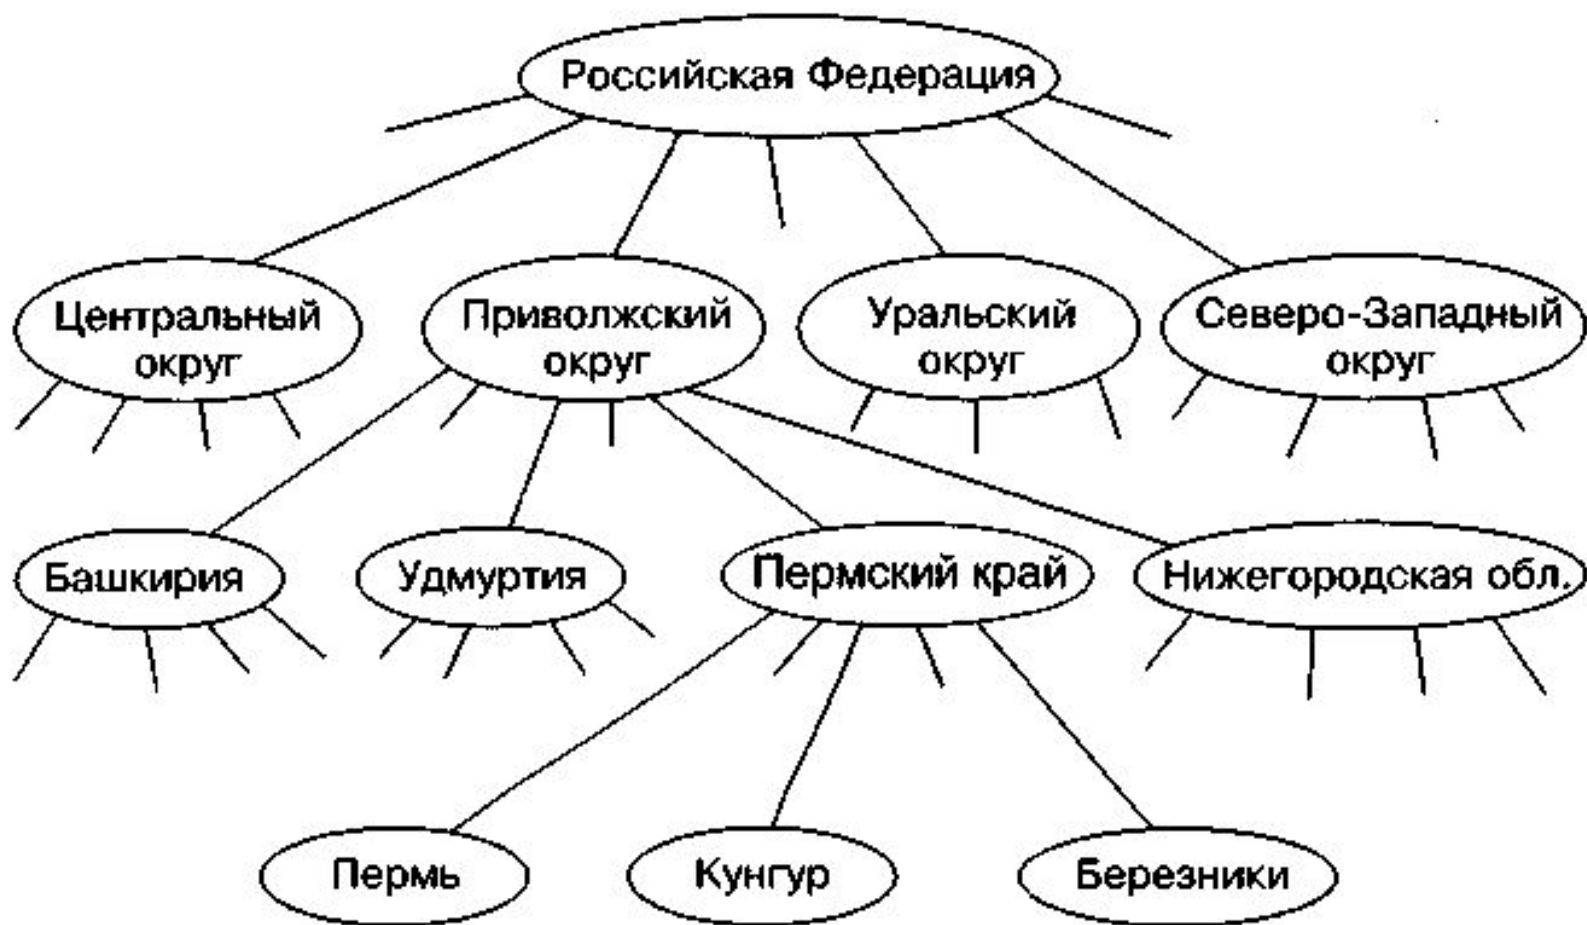 Российская Федерация
Центральный
округ
Приволжский
округ
Уральский
округ
Северо-Западный
округ
Башкирия
Удмуртия
Пермский край
Нижегородская обл.
Пермь
Кунгур
Березники